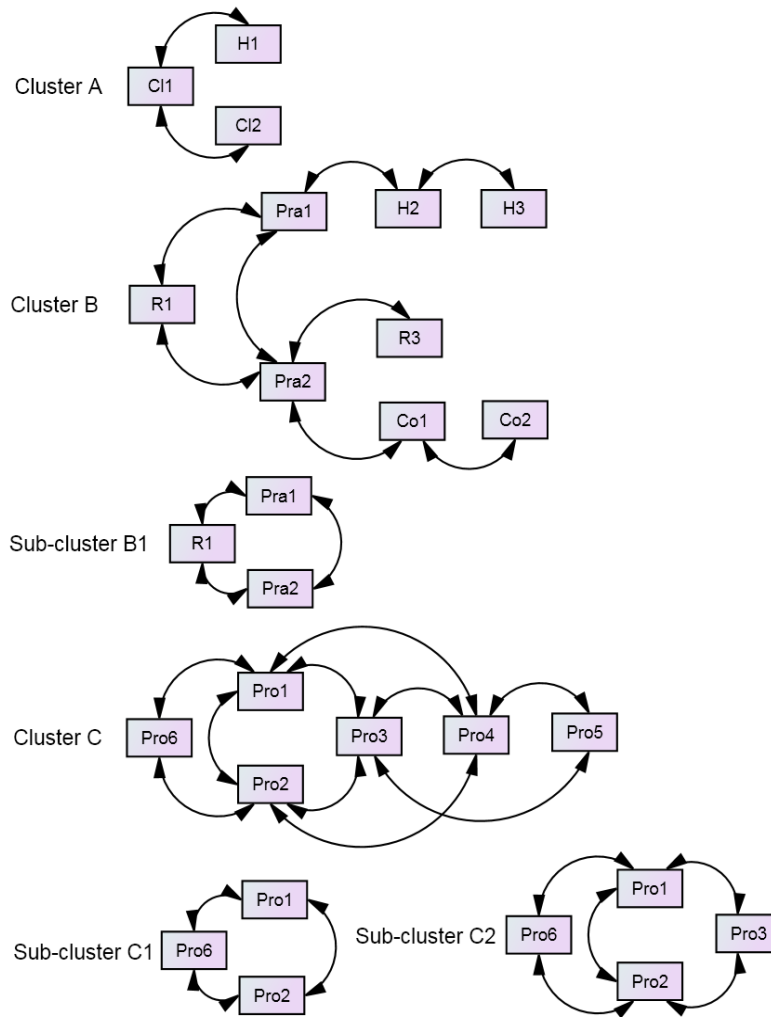 H1
Cluster A
Cl1
Cl2
Pra1
H2
H3
Cluster B
R1
R3
Pra2
Co1
Co2
Pra1
Sub-cluster B1
R1
Pra2
Pro1
Cluster C
Pro6
Pro3
Pro4
Pro5
Pro2
Pro1
Sub-cluster C1
Pro6
Pro2
Pro1
Sub-cluster C2
Pro6
Pro3
Pro2